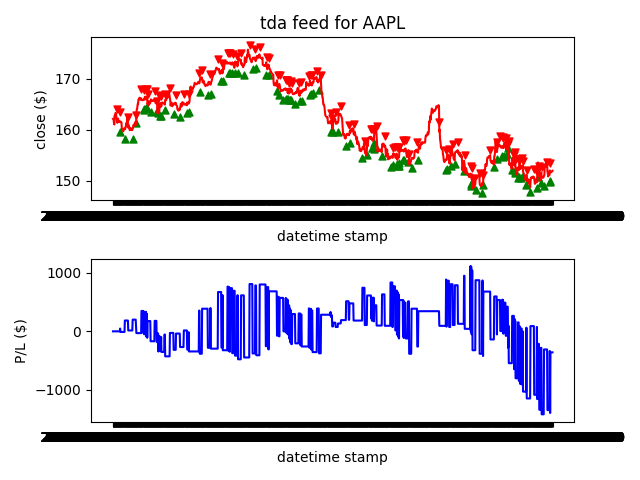 tda feed for AAPL
170
160
150
close ($)
datetime stamp
1000
0
−1000
P/L ($)
datetime stamp